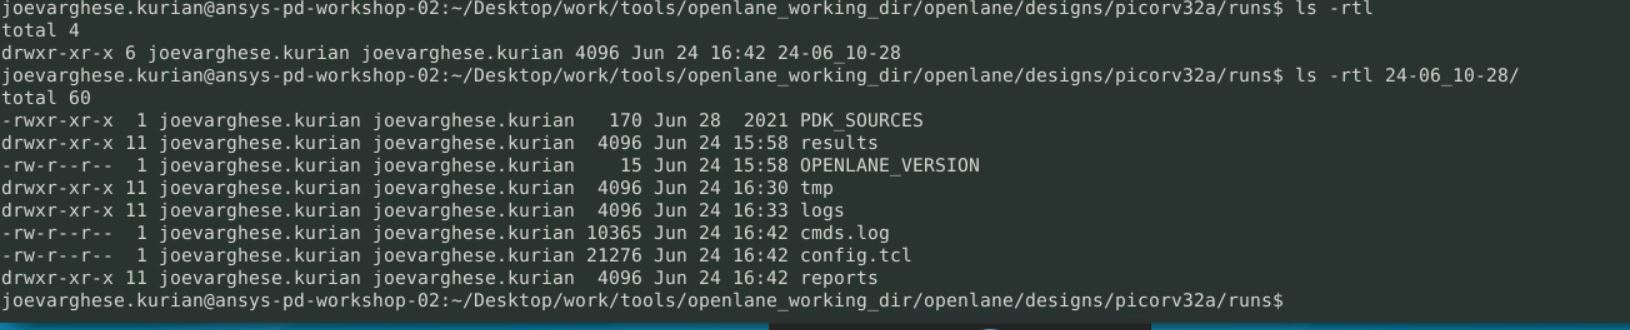 joevarghese.kurian@ansys-pd-workshop-02:~/Desktop/work/tools/openlane_working_dir/openlane/designs/picorv32a/runs$ ls -rtl
total 4
drwxr-xr-x 6 joevarghese.kurian joevarghese.kurian 4096 Jun 24 16:42 24-06_10-28
joevarghese.kurian@ansys-pd-workshop-02:~/Desktop/work/tools/openlane_working_dir/openlane/designs/picorv32a/runs$ ls -rtl 24-06_10-28/
total 60
-rwxr-xr-x  1 joevarghese.kurian joevarghese.kurian   170 Jun 28  2021 PDK_SOURCES
drwxr-xr-x 11 joevarghese.kurian joevarghese.kurian  4096 Jun 24 15:58 results
-rw-r--r--  1 joevarghese.kurian joevarghese.kurian    15 Jun 24 15:58 OPENLANE_VERSION
drwxr-xr-x 11 joevarghese.kurian joevarghese.kurian  4096 Jun 24 16:30 tmp
drwxr-xr-x 11 joevarghese.kurian joevarghese.kurian  4096 Jun 24 16:33 logs
-rw-r--r--  1 joevarghese.kurian joevarghese.kurian 10365 Jun 24 16:42 cmds.log
-rw-r--r--  1 joevarghese.kurian joevarghese.kurian 21276 Jun 24 16:42 config.tcl
drwxr-xr-x 11 joevarghese.kurian joevarghese.kurian  4096 Jun 24 16:42 reports
joevarghese.kurian@ansys-pd-workshop-02:~/Desktop/work/tools/openlane_working_dir/openlane/designs/picorv32a/runs$